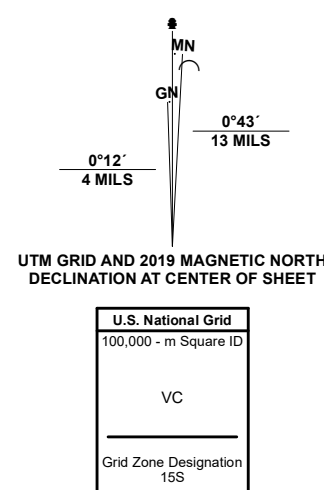 MN
GN
0°43´
13 MILS
0°12´
4 MILS
UTM GRID AND 2019 MAGNETIC NORTH
DECLINATION AT CENTER OF SHEET
U.S. National Grid
100,000 - m Square ID
VC
Grid Zone Designation
15S